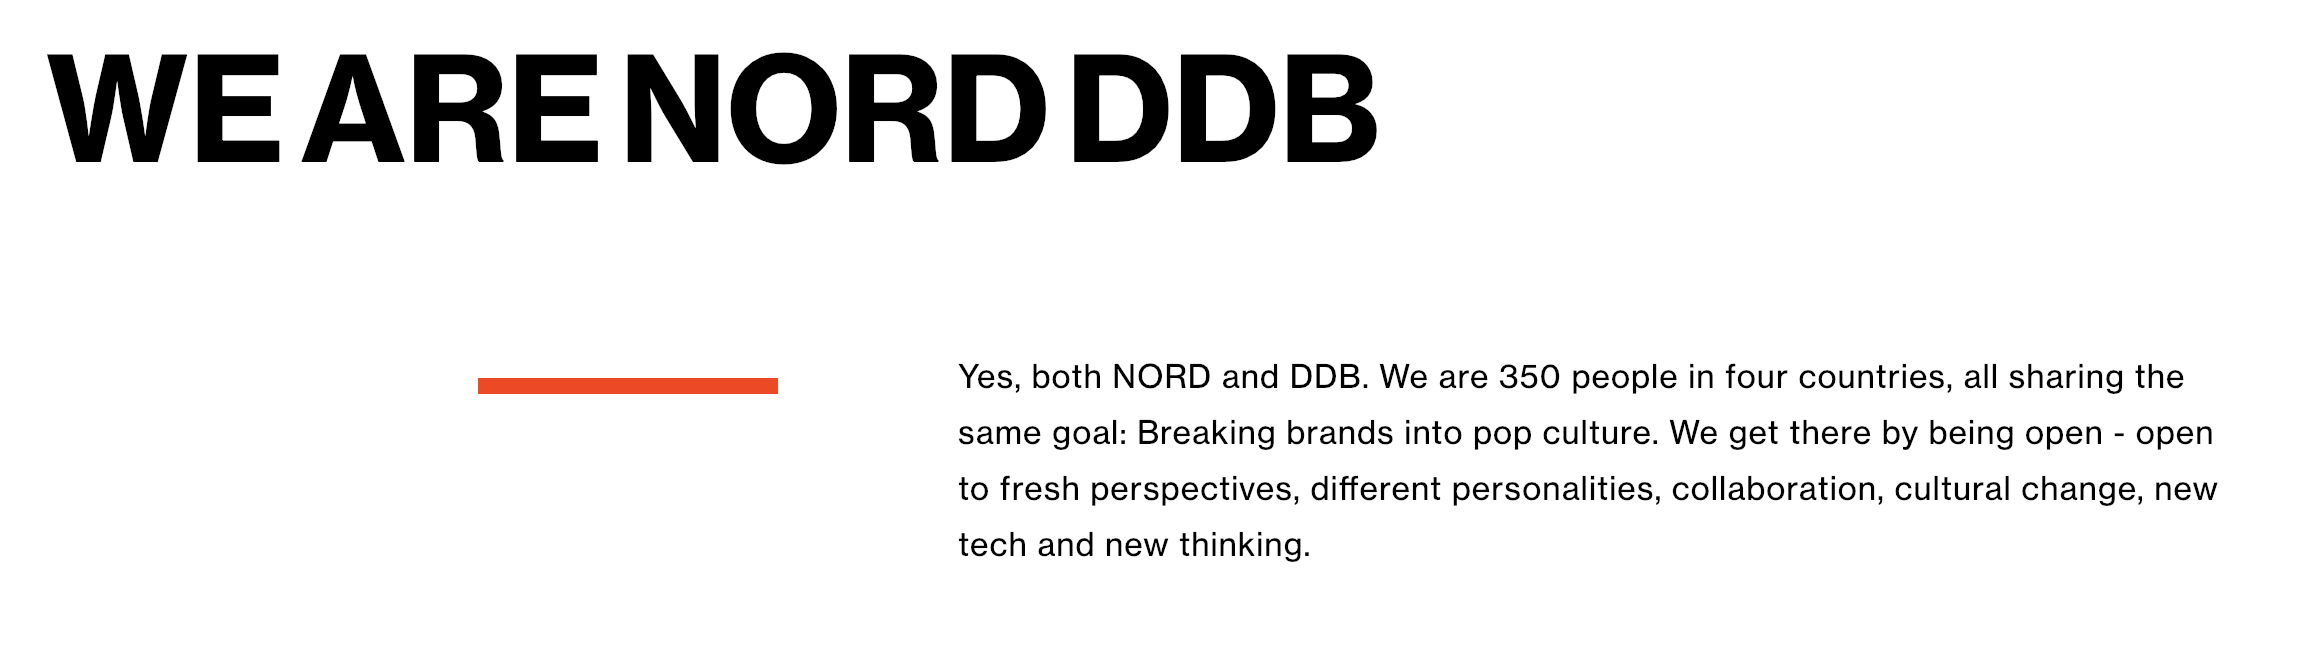 WE ARE NORD DDB
Yes, both NORD and DDB. We are 350 people in four countries, all sharing the
same goal: Breaking brands into pop culture. We get there by being open - open
to fresh perspectives, different personalities, collaboration, cultural change, new
tech and new thinking.